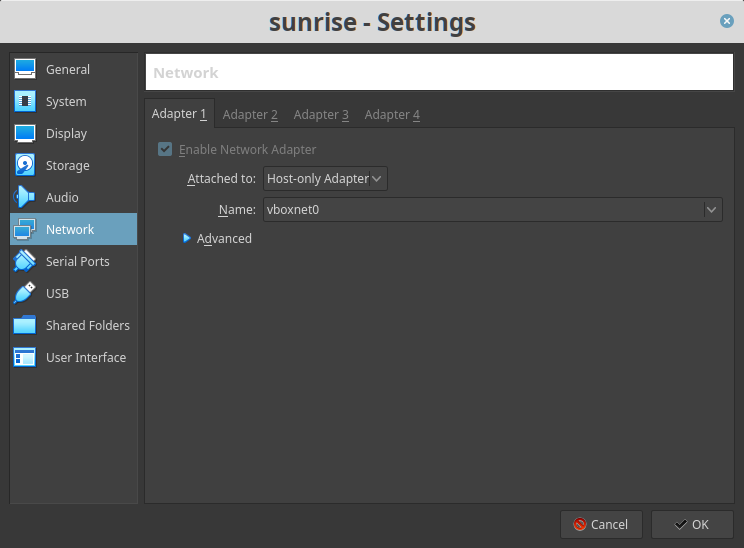 sunrise - Settings
General
System
Display
Storage
Audio
Network
Serial Ports
USB
Shared Folders
User Interface
Network
Adapter 1 Adapter 2 Adapter 3 Adapter 4
Enable Network Adapter
Attached to: Host-only Adapter
Name: vboxnet0
Advanced
Cancel OK